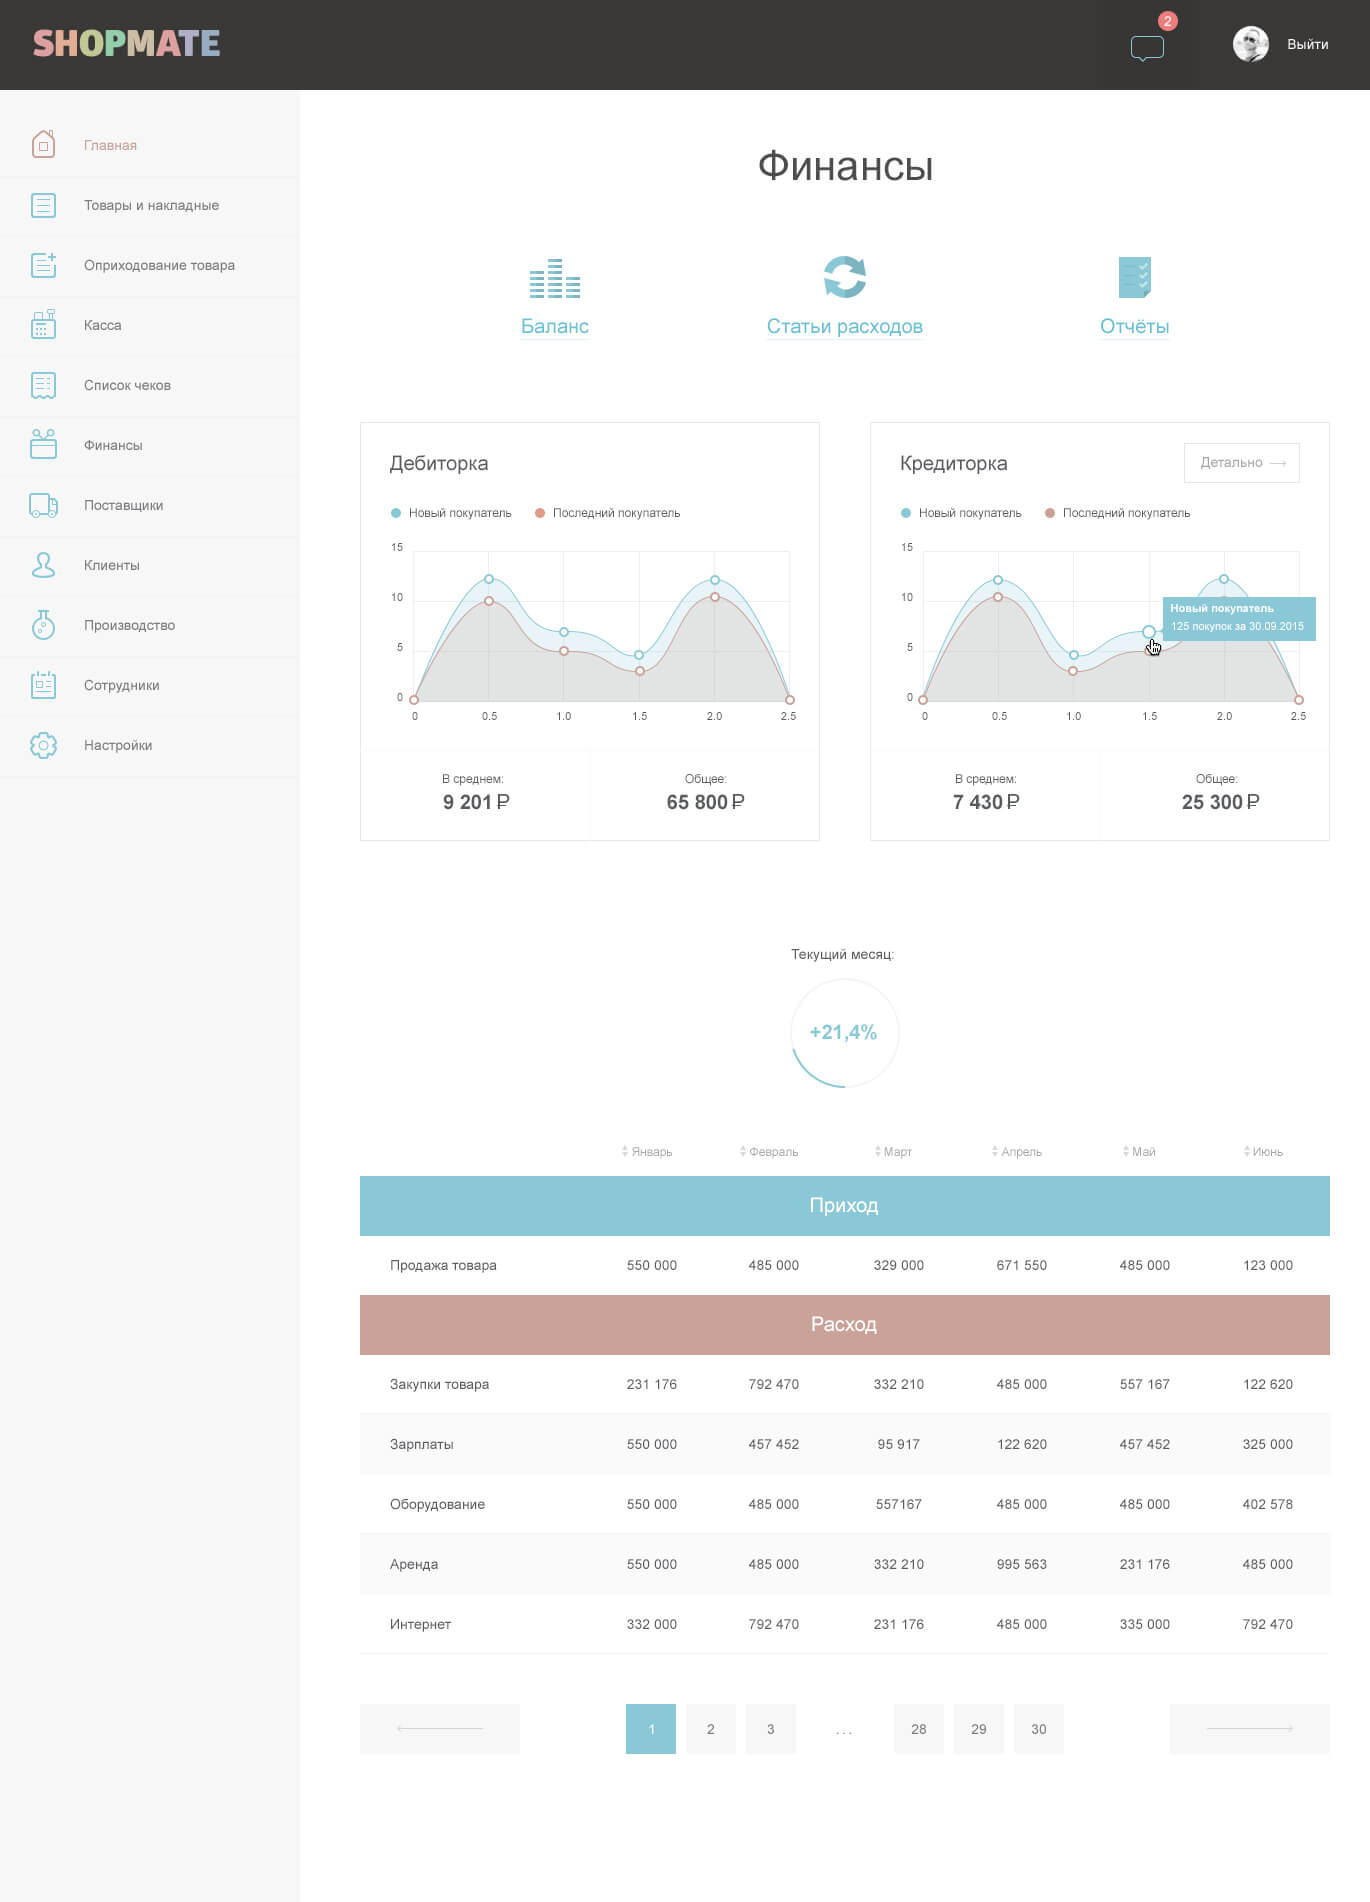 SHOPMATE
2
Выйти
Главная
Товары и накладные
Оприходование товара
Касса
Список чеков
Финансы
Поставщики
Клиенты
Производство
Сотрудники
Настройки
Финансы
Баланс
Статьи расходов
Отчёты
Дебиторка
Новый покупатель
Последний покупатель
15
10
5
0
0 0.5 1.0 1.5 2.0 2.5
В среднем:
9 201 ₽
Общее:
65 800 ₽
Кредиторка
Детально
Новый покупатель
Последний покупатель
15
10
5
0
0 0.5 1.0 1.5 2.0 2.5
Новый покупатель
125 покупок за 30.09.2015
В среднем:
7 430 ₽
Общее:
25 300 ₽
Текущий месяц:
+21,4%
Январь Февраль Март Апрель Май Июнь
Приход
Продажа товара 550 000 485 000 329 000 671 550 485 000 123 000
Расход
Закупки товара 231 176 792 470 332 210 485 000 557 167 122 620
Зарплаты 550 000 457 452 95 917 122 620 457 452 325 000
Оборудование 550 000 485 000 557167 485 000 485 000 402 578
Аренда 550 000 485 000 332 210 995 563 231 176 485 000
Интернет 332 000 792 470 231 176 485 000 335 000 792 470
1 2 3 ... 28 29 30